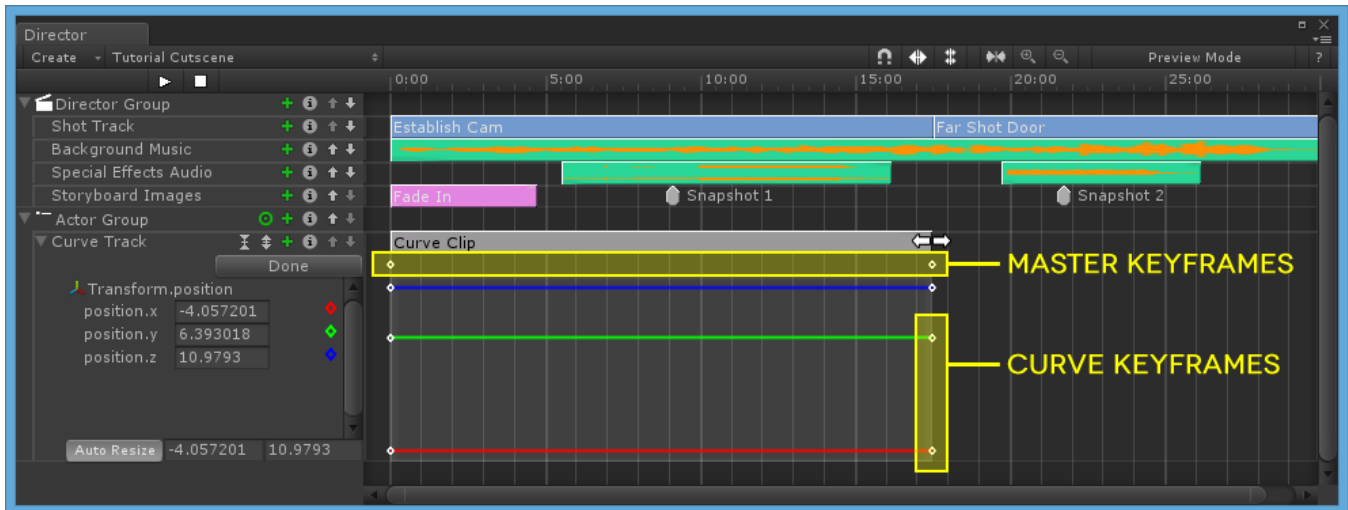 Director
Create Tutorial Cutscene Preview Mode ?
0:00 5:00 10:00 15:00 20:00 25:00
Director Group
Shot Track Establish Cam Far Shot Door
Background Music
Special Effects Audio
Storyboard Images Fade In Snapshot 1 Snapshot 2
Actor Group
Curve Track Curve Clip
Done MASTER KEYFRAMES
Transform.position
position.x -4.057201
position.y 6.393018
position.z 10.9793
CURVE KEYFRAMES
Auto Resize -4.057201 10.9793